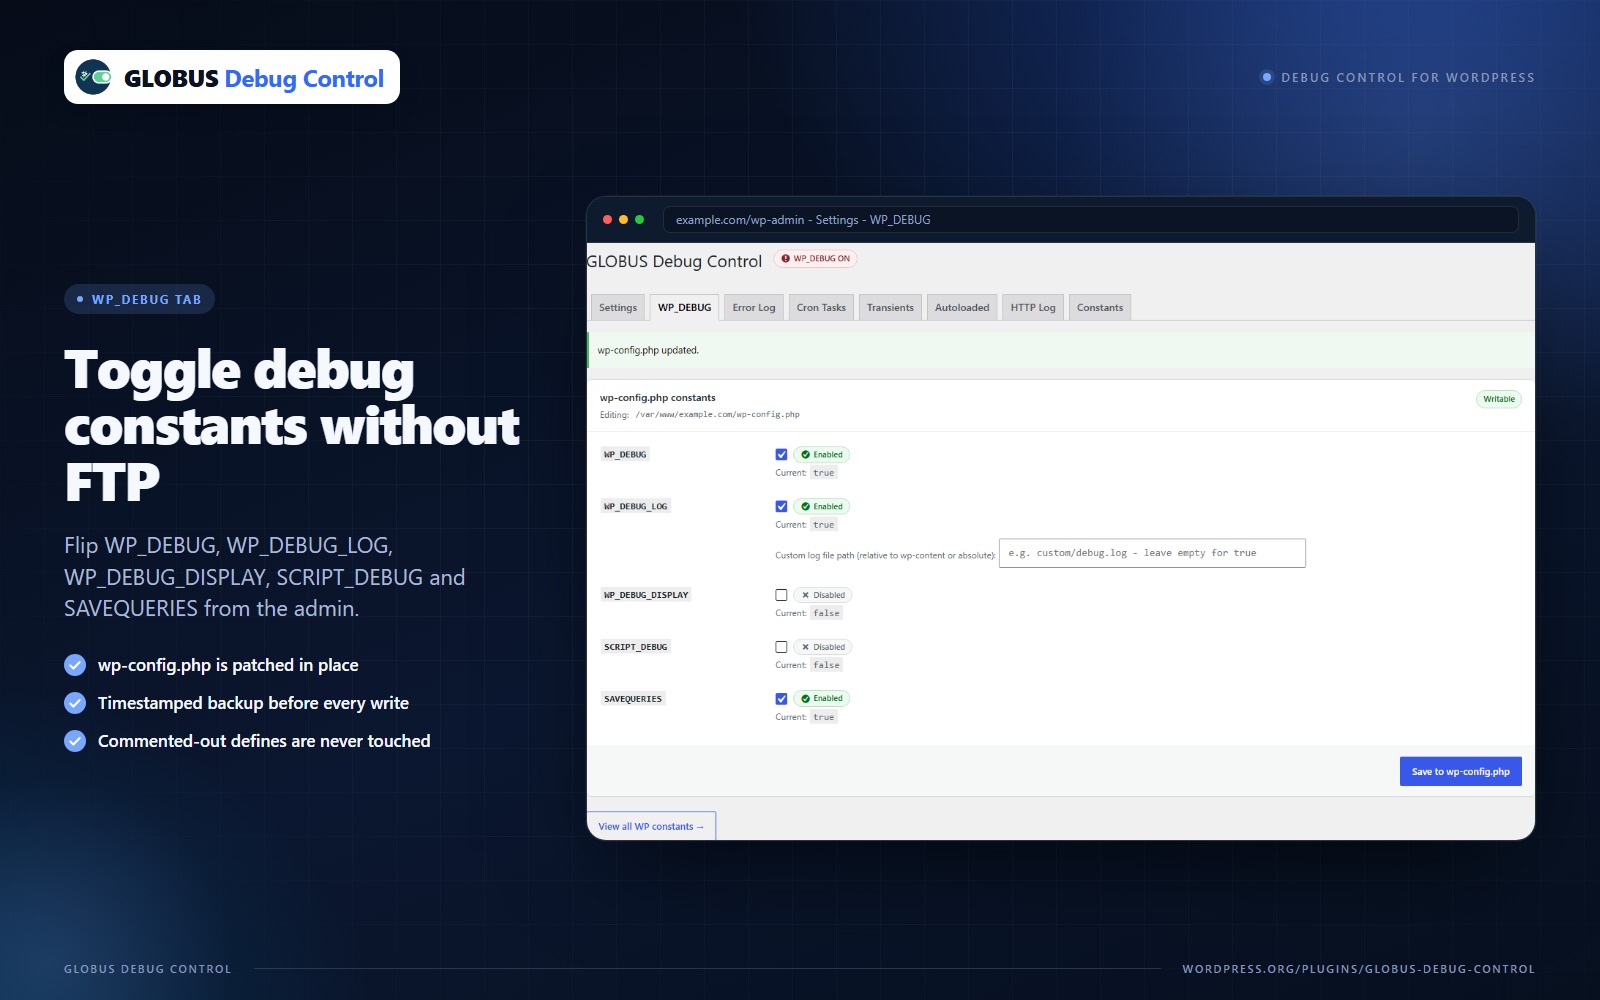 GLOBUS Debug Control
DEBUG CONTROL FOR WORDPRESS
WP_DEBUG TAB
Toggle debug
constants without
FTP
Flip WP_DEBUG, WP_DEBUG_LOG,
WP_DEBUG_DISPLAY, SCRIPT_DEBUG and
SAVEQUERIES from the admin.
wp-config.php is patched in place
Timestamped backup before every write
Commented-out defines are never touched
example.com/wp-admin - Settings - WP_DEBUG
GLOBUS Debug Control WP_DEBUG ON
Settings WP_DEBUG Error Log Cron Tasks Transients Autoloaded HTTP Log Constants
wp-config.php updated.
wp-config.php constants
Writable
Editing: /var/www/example.com/wp-config.php
WP_DEBUG Enabled
Current: true
WP_DEBUG_LOG Enabled
Current: true
Custom log file path (relative to wp-content or absolute): e.g. custom/debug.log - leave empty for true
WP_DEBUG_DISPLAY Disabled
Current: false
SCRIPT_DEBUG Disabled
Current: false
SAVEQUERIES Enabled
Current: true
Save to wp-config.php
View all WP constants →
GLOBUS DEBUG CONTROL
WORDPRESS.ORG/PLUGINS/GLOBUS-DEBUG-CONTROL